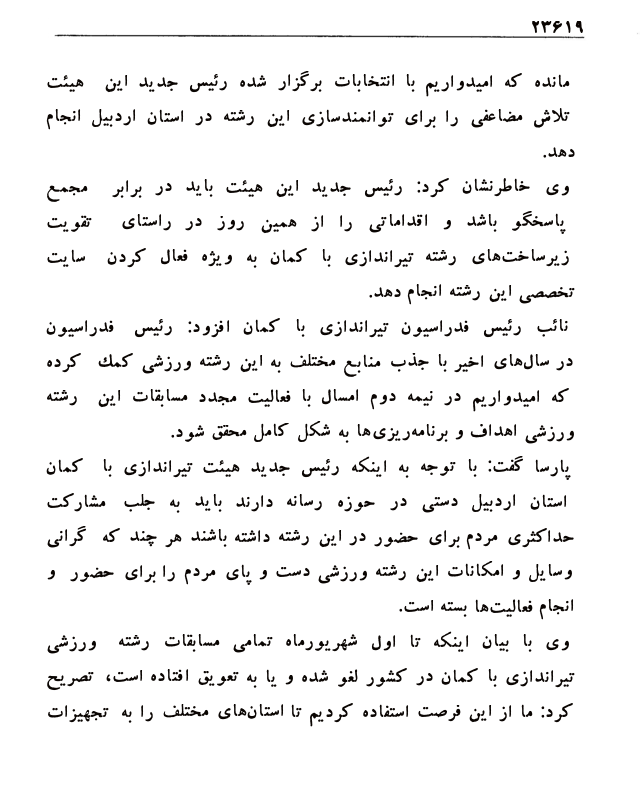 ۲۳۶۱۹
مانده که امیدواریم با انتخابات برگزار شده رئیس جدید این هیئت
تلاش مضاعفی را برای توانمندسازی این رشته در استان اردبیل انجام
دهد.
وی خاطرنشان کرد: رئیس جدید این هیئت باید در برابر مجمع
پاسخگو باشد و اقداماتی را از همین روز در راستای تقویت
زیرساخت‌های رشته تیراندازی با کمان به ویژه فعال کردن سایت
تخصصی این رشته انجام دهد.
نائب رئیس فدراسیون تیراندازی با کمان افزود: رئیس فدراسیون
در سال‌های اخیر با جذب منابع مختلف به این رشته ورزشی کمك کرده
که امیدواریم در نیمه دوم امسال با فعالیت مجدد مسابقات این رشته
ورزشی اهداف و برنامه‌ریزی‌ها به شکل کامل محقق شود.
پارسا گفت: با توجه به اینکه رئیس جدید هیئت تیراندازی با کمان
استان اردبیل دستی در حوزه رسانه دارند باید به جلب مشارکت
حداکثری مردم برای حضور در این رشته داشته باشند هر چند که گرانی
وسایل و امکانات این رشته ورزشی دست و پای مردم را برای حضور و
انجام فعالیت‌ها بسته است.
وی با بیان اینکه تا اول شهریورماه تمامی مسابقات رشته ورزشی
تیراندازی با کمان در کشور لغو شده و یا به تعویق افتاده است، تصریح
کرد: ما از این فرصت استفاده کردیم تا استان‌های مختلف را به تجهیزات